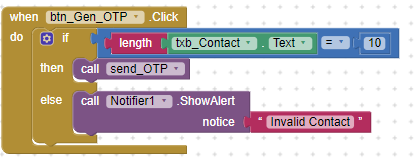 when btn_Gen_OTP .Click
do if length txb_Contact . Text = 10
then call send_OTP
else call Notifier1 .ShowAlert
notice “ Invalid Contact ”